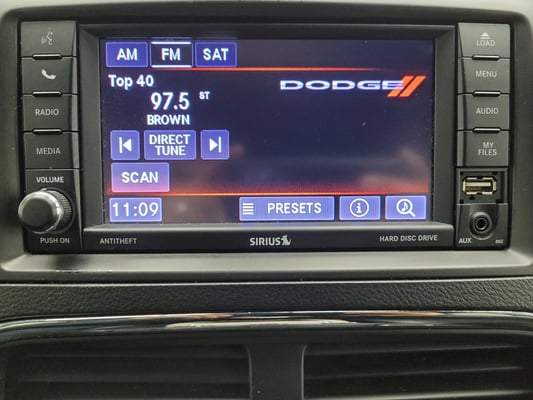 AM FM SAT
Top 40
97.5 ST
BROWN
DODGE
DIRECT
TUNE
SCAN
11:09
PRESETS
i
RADIO
MEDIA
VOLUME
PUSH ON
LOAD
MENU
AUDIO
MY
FILES
AUX
RBZ
ANTITHEFT
SIRIUS
HARD DISC DRIVE